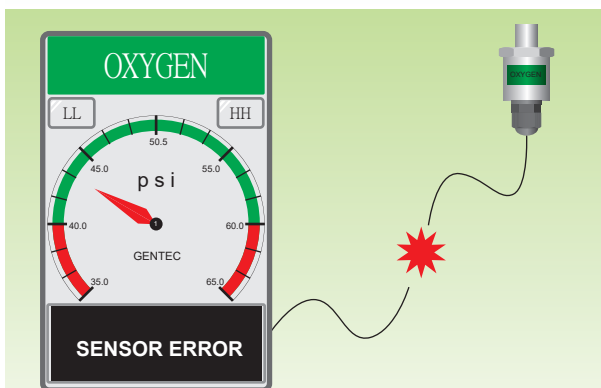 OXYGEN
LL
HH
50.5
45.0
55.0
psi
40.0
1
60.0
GENTEC
35.0
65.0
SENSOR ERROR
OXYGEN